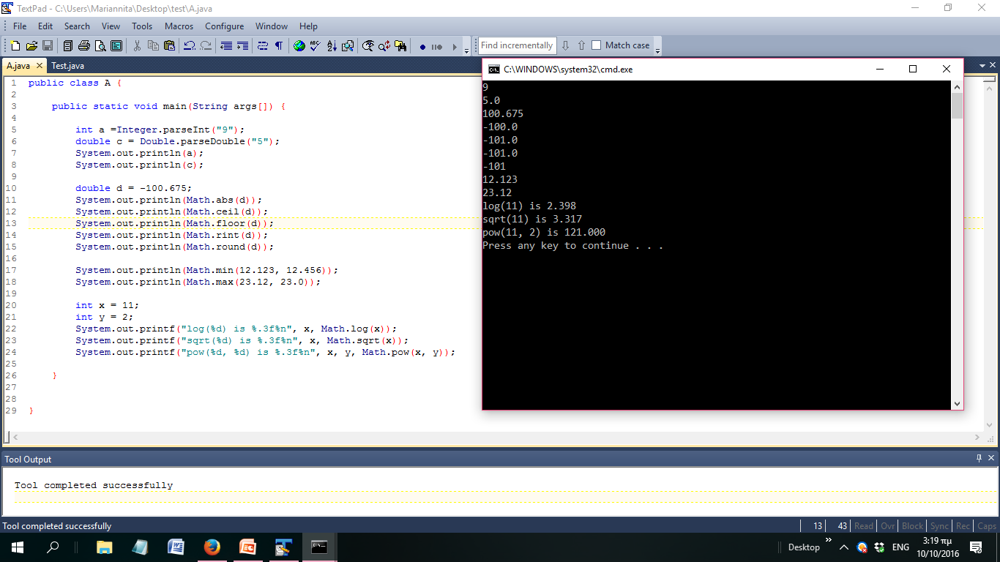 TextPad - C:\Users\Mariannita\Desktop\test\A.java
File Edit Search View Tools Macros Configure Window Help
Find incrementally Match case
A.java Test.java
1 public class A {
2
3 public static void main(String args[]) {
4
5 int a =Integer.parseInt("9");
6 double c = Double.parseDouble("5");
7 System.out.println(a);
8 System.out.println(c);
9
10 double d = -100.675;
11 System.out.println(Math.abs(d));
12 System.out.println(Math.ceil(d));
13 System.out.println(Math.floor(d));
14 System.out.println(Math.rint(d));
15 System.out.println(Math.round(d));
16
17 System.out.println(Math.min(12.123, 12.456));
18 System.out.println(Math.max(23.12, 23.0));
19
20 int x = 11;
21 int y = 2;
22 System.out.printf("log(%d) is %.3f%n", x, Math.log(x));
23 System.out.printf("sqrt(%d) is %.3f%n", x, Math.sqrt(x));
24 System.out.printf("pow(%d, %d) is %.3f%n", x, y, Math.pow(x, y));
25
26 }
27
28
29 }
C:\WINDOWS\system32\cmd.exe
9
5.0
100.675
-100.0
-101.0
-101.0
-101
12.123
23.12
log(11) is 2.398
sqrt(11) is 3.317
pow(11, 2) is 121.000
Press any key to continue . . .
Tool Output
Tool completed successfully
Tool completed successfully 13 43 Read Ovr Block Sync Rec Caps
Desktop ENG 3:19 πμ
10/10/2016